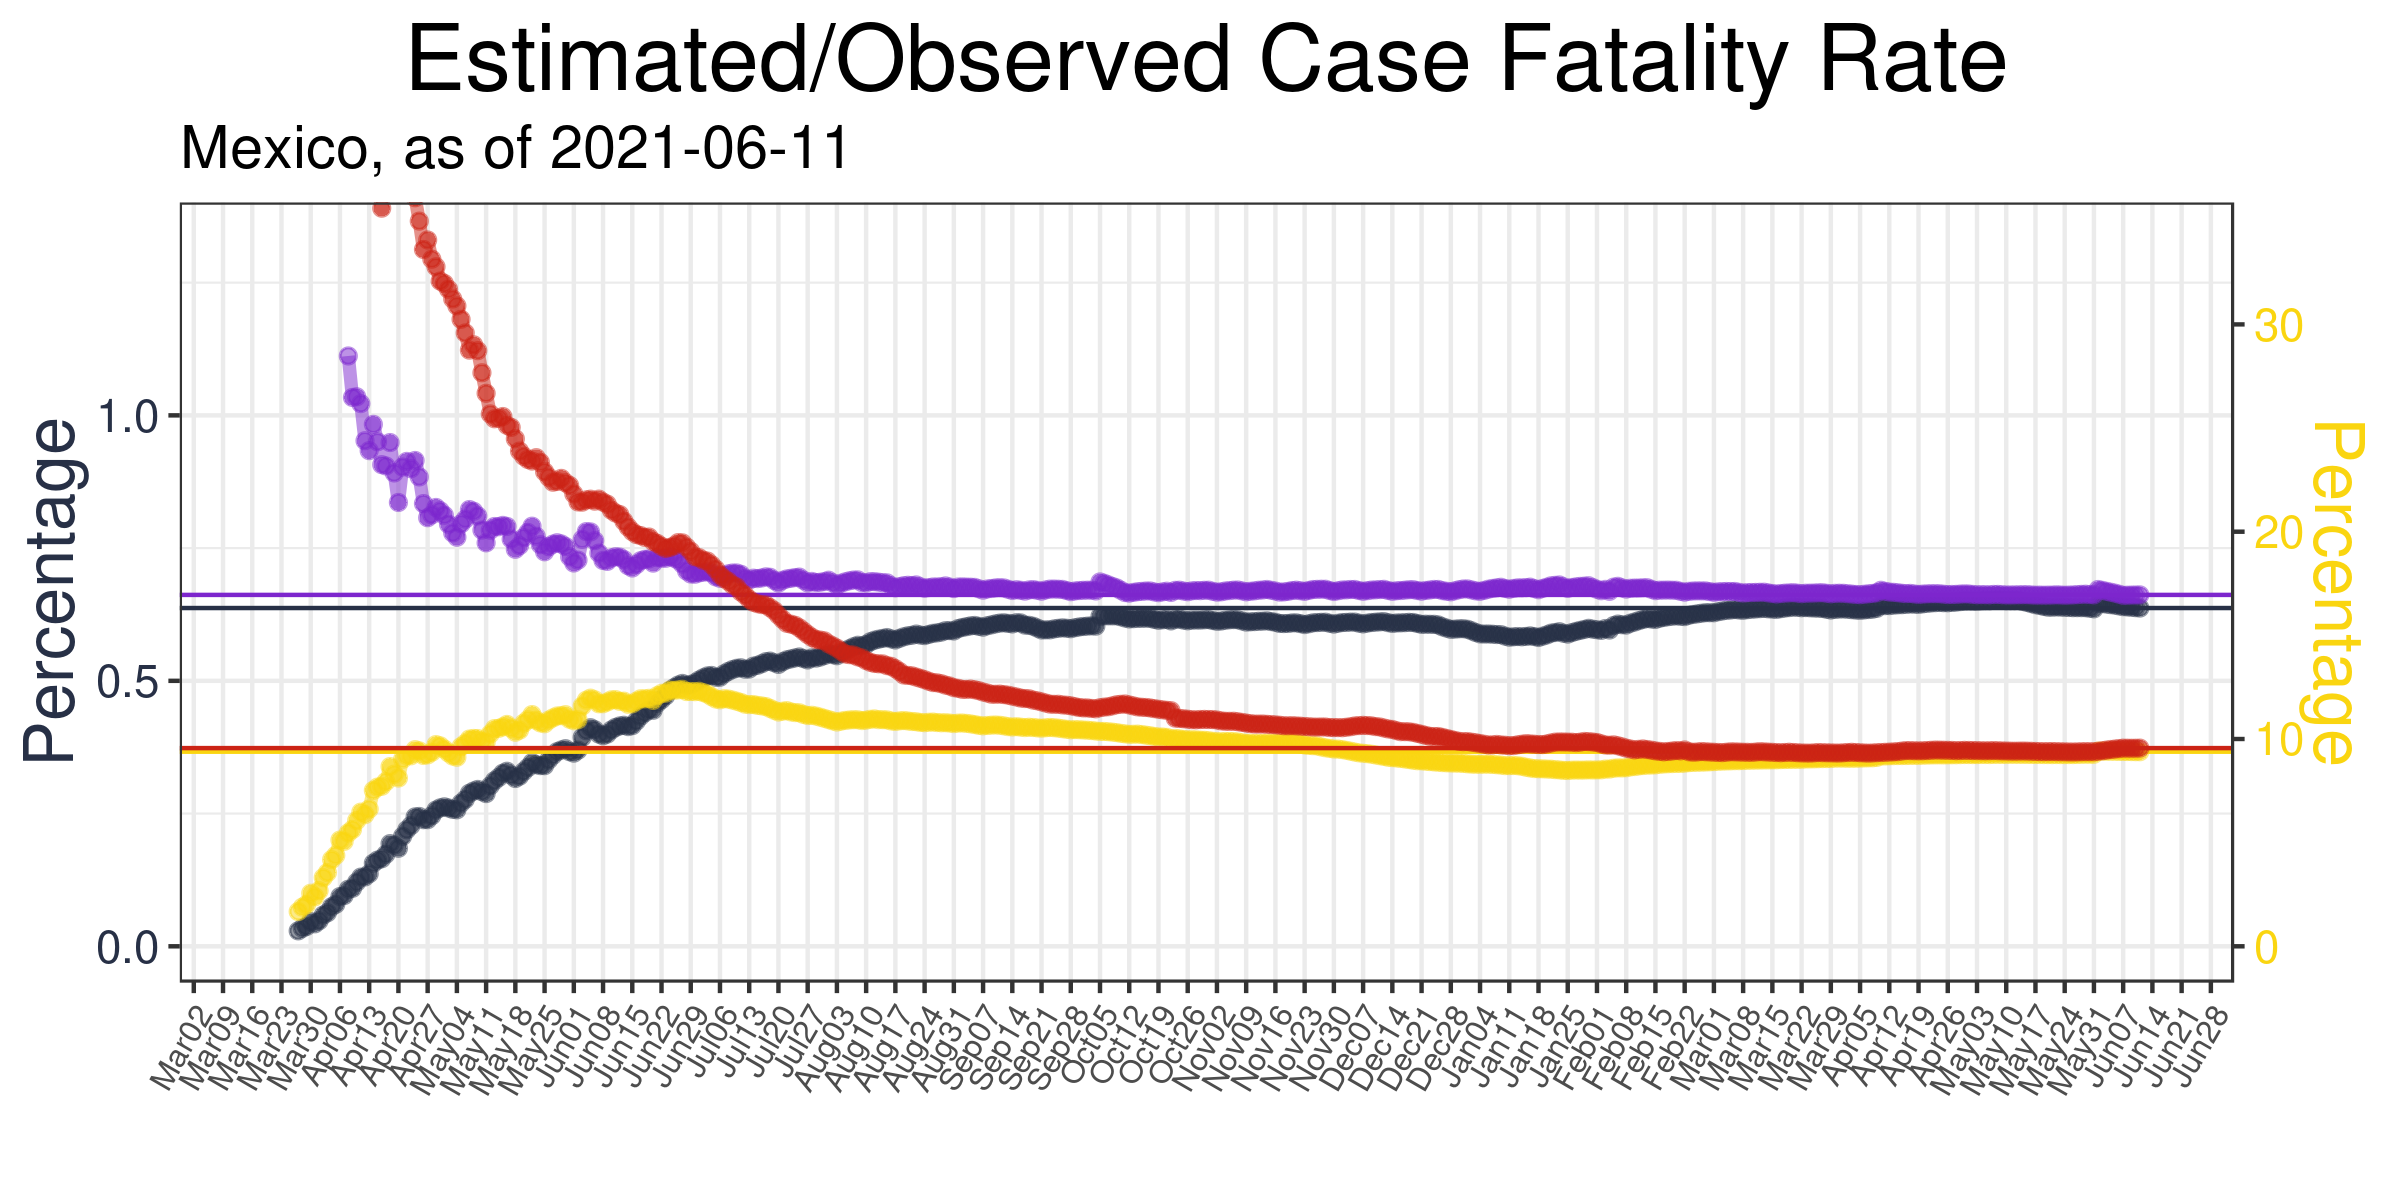 Estimated/Observed Case Fatality Rate
Mexico, as of 2021-06-11
Percentage
1.0
0.5
0.0
30
20
10
0
Percentage
Mar02
Mar09
Mar16
Mar23
Mar30
Apr06
Apr13
Apr20
Apr27
May04
May11
May18
May25
Jun01
Jun08
Jun15
Jun22
Jun29
Jul06
Jul13
Jul20
Jul27
Aug03
Aug10
Aug17
Aug24
Aug31
Sep07
Sep14
Sep21
Sep28
Oct05
Oct12
Oct19
Oct26
Nov02
Nov09
Nov16
Nov23
Nov30
Dec07
Dec14
Dec21
Dec28
Jan04
Jan11
Jan18
Jan25
Feb01
Feb08
Feb15
Feb22
Mar01
Mar08
Mar15
Mar22
Mar29
Apr05
Apr12
Apr19
Apr26
May03
May10
May17
May24
May31
Jun07
Jun14
Jun21
Jun28